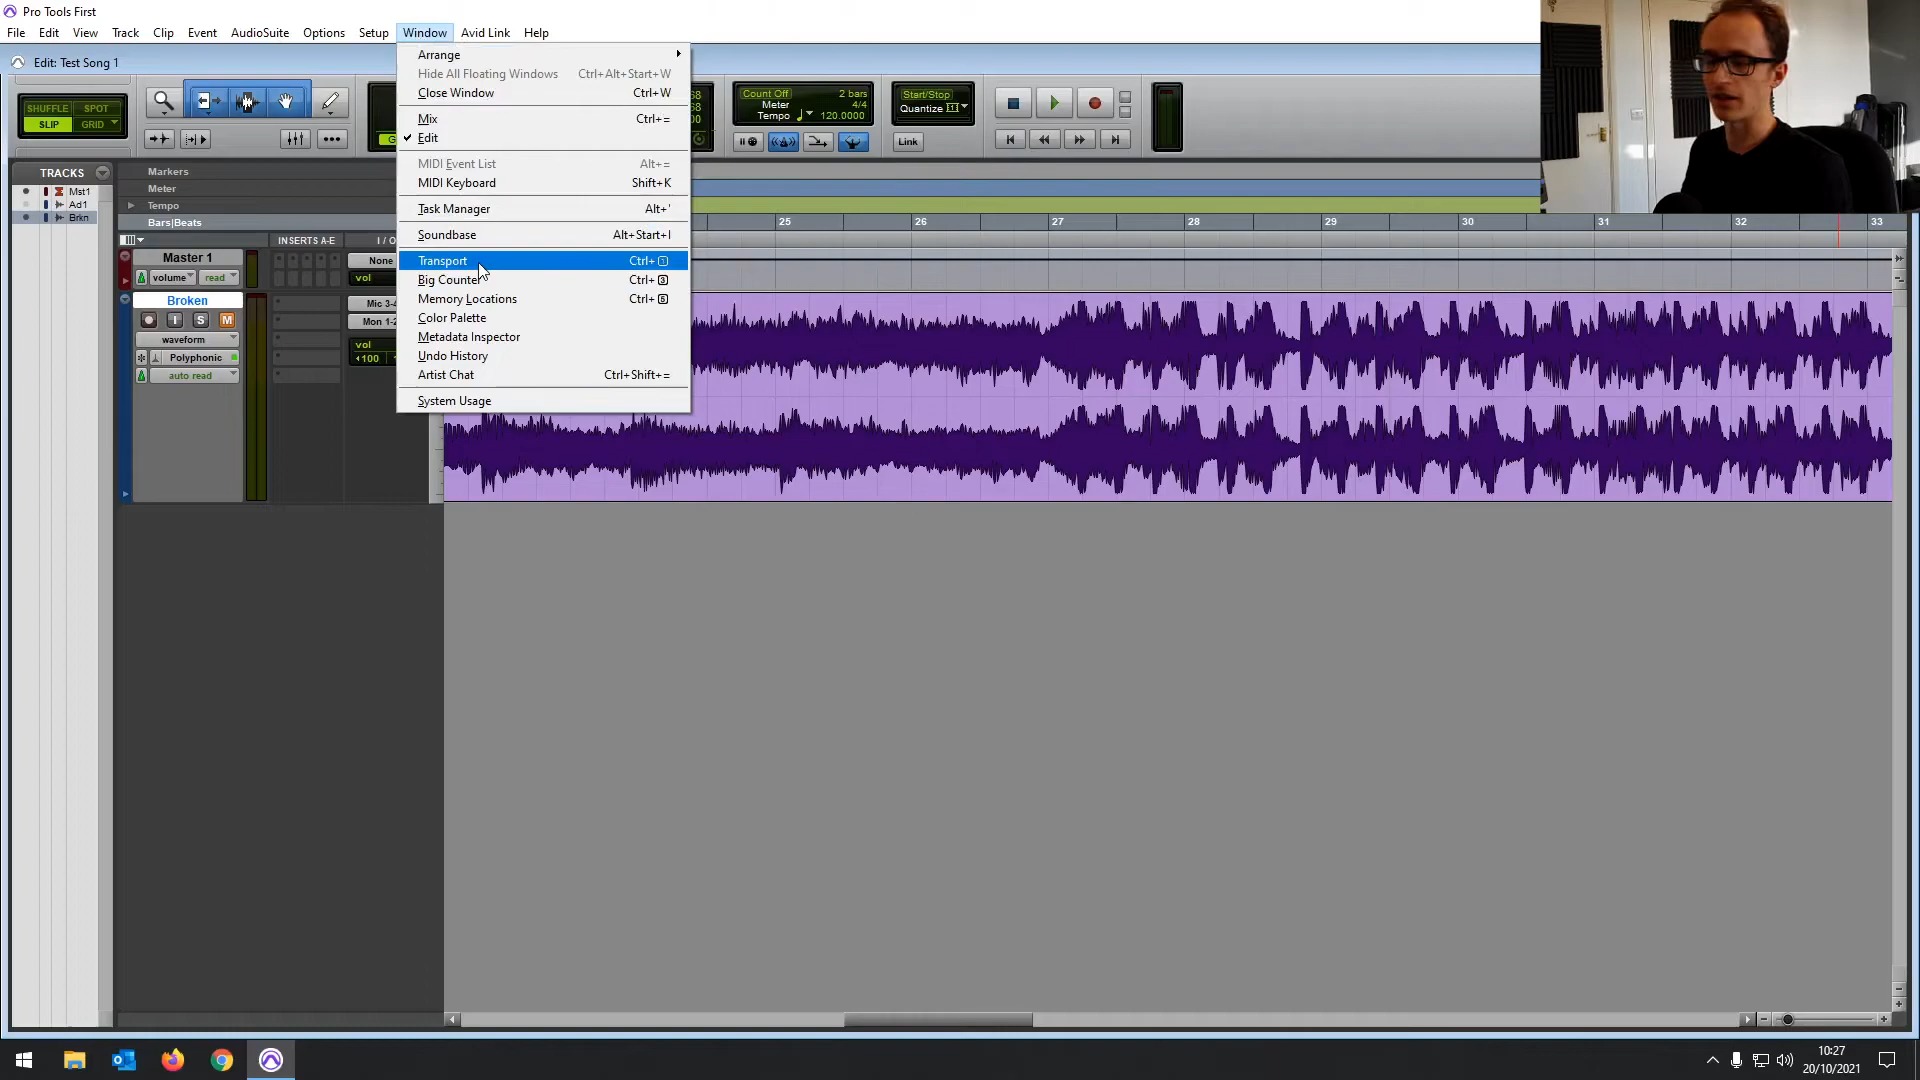 Pro Tools First
File Edit View Track Clip Event AudioSuite Options Setup Window Avid Link Help
Edit: Test Song 1
SHUFFLE SPOT
SLIP GRID
Count Off 2 bars
Meter 4/4
Tempo 120.0000
Start/Stop
Quantize
Link
Arrange
Hide All Floating Windows Ctrl+Alt+Start+W
Close Window Ctrl+W
Mix Ctrl+=
Edit
MIDI Event List Alt+=
MIDI Keyboard Shift+K
Task Manager Alt+'
Soundbase Alt+Start+I
Transport Ctrl+1
Big Counter Ctrl+3
Memory Locations Ctrl+5
Color Palette
Metadata Inspector
Undo History
Artist Chat Ctrl+Shift+=
System Usage
TRACKS
Mst1
Ad1
Brkn
Markers
Meter
Tempo
Bars|Beats
25 26 27 28 29 30 31 32 33
INSERTS A-E I / O
Master 1
volume read
None
vol
Broken
I S M
waveform
Polyphonic
auto read
Mic 3-4
Mon 1-2
vol
100
10:27
20/10/2021